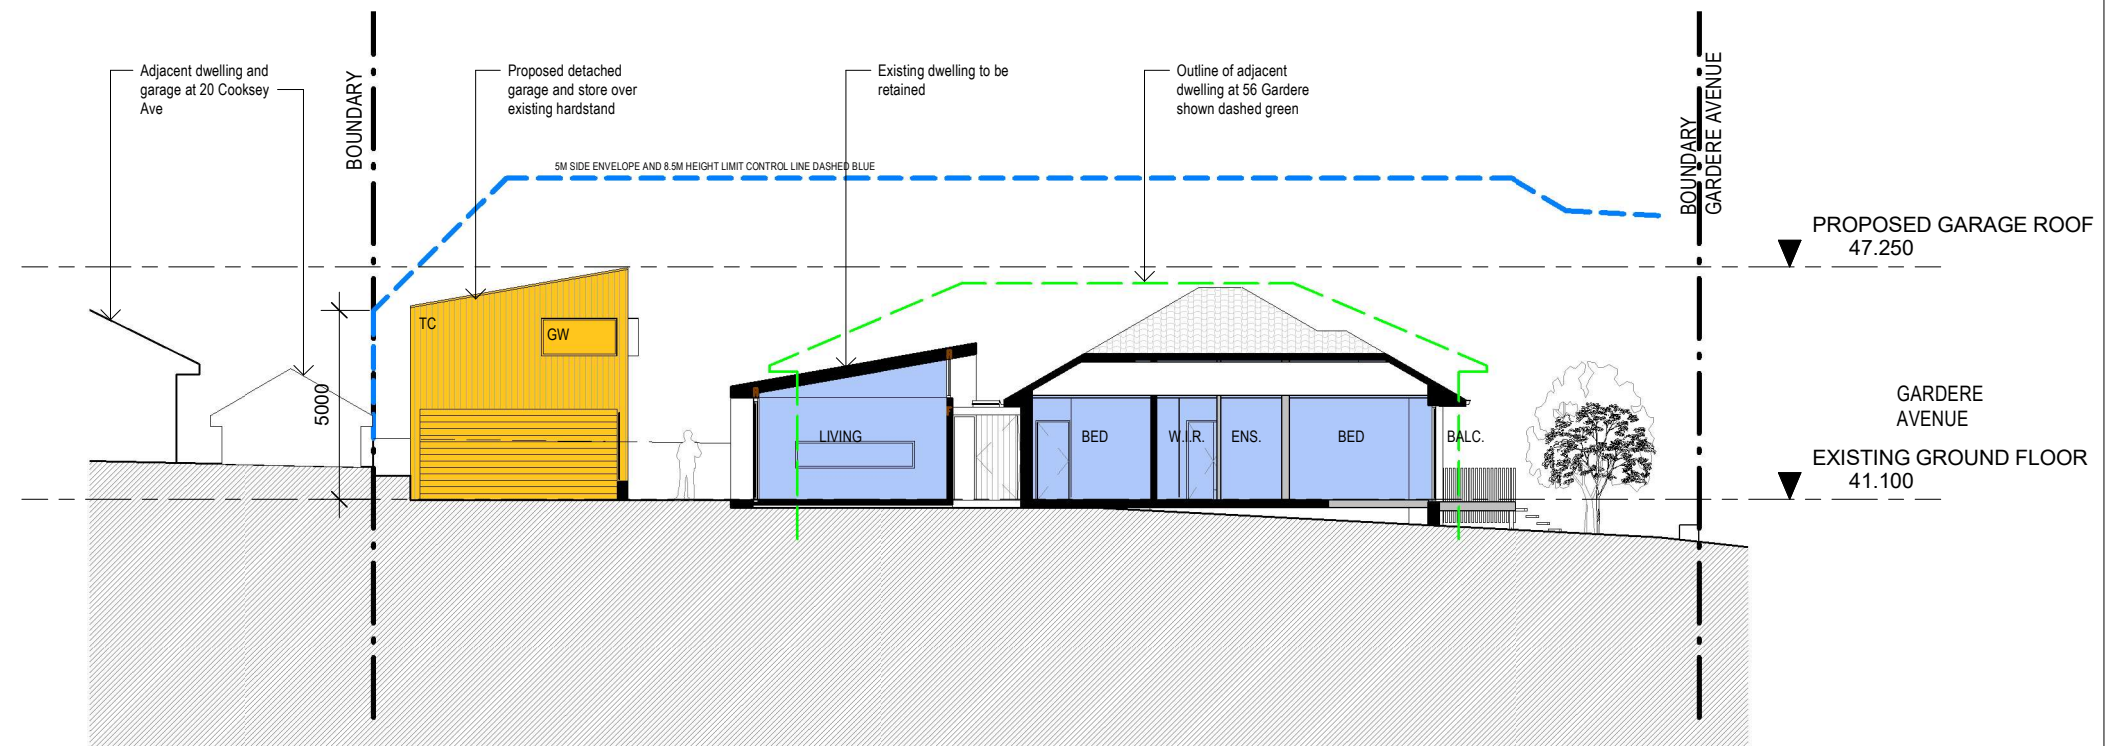 Adjacent dwelling and
garage at 20 Cooksey
Ave
BOUNDARY
Proposed detached
garage and store over
existing hardstand
Existing dwelling to be
retained
Outline of adjacent
dwelling at 56 Gardere
shown dashed green
BOUNDARY
GARDERE AVENUE
5M SIDE ENVELOPE AND 8.5M HEIGHT LIMIT CONTROL LINE DASHED BLUE
PROPOSED GARAGE ROOF
47.250
TC
GW
5000
LIVING
BED
W.I.R.
ENS.
BED
BALC.
GARDERE
AVENUE
EXISTING GROUND FLOOR
41.100